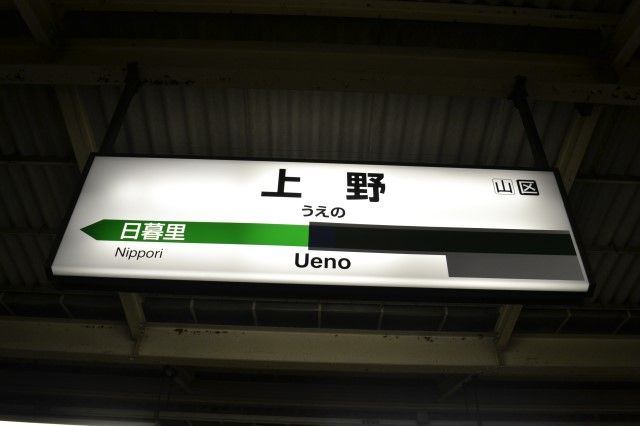 上野
山区
うえの
日暮里
Nippori
Ueno